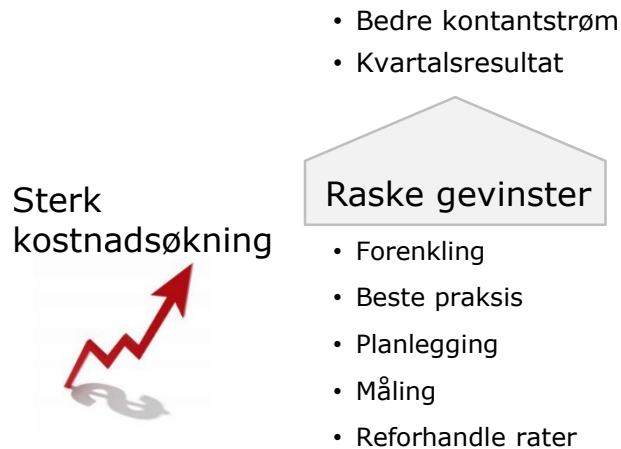 • Bedre kontantstrøm
• Kvartalsresultat
Raske gevinster
Sterk
kostnadsøkning
• Forenkling
• Beste praksis
• Planlegging
• Måling
• Reforhandle rater